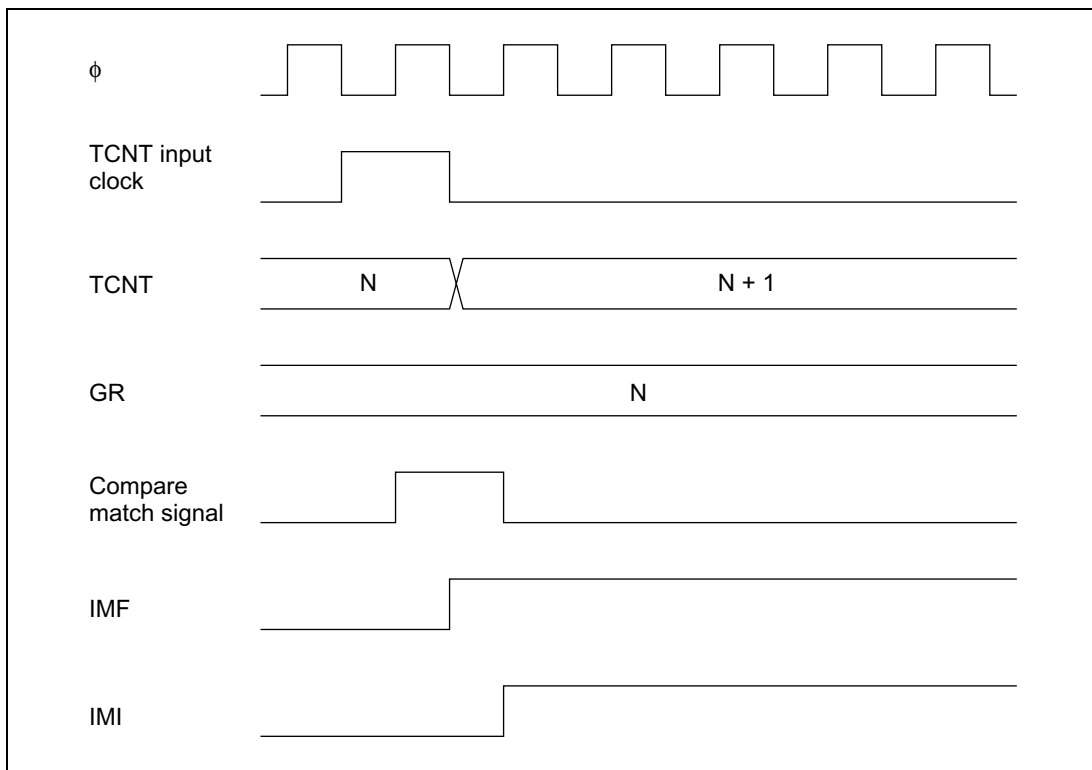 ϕ
TCNT input
clock
TCNT
N
N + 1
GR
N
Compare
match signal
IMF
IMI